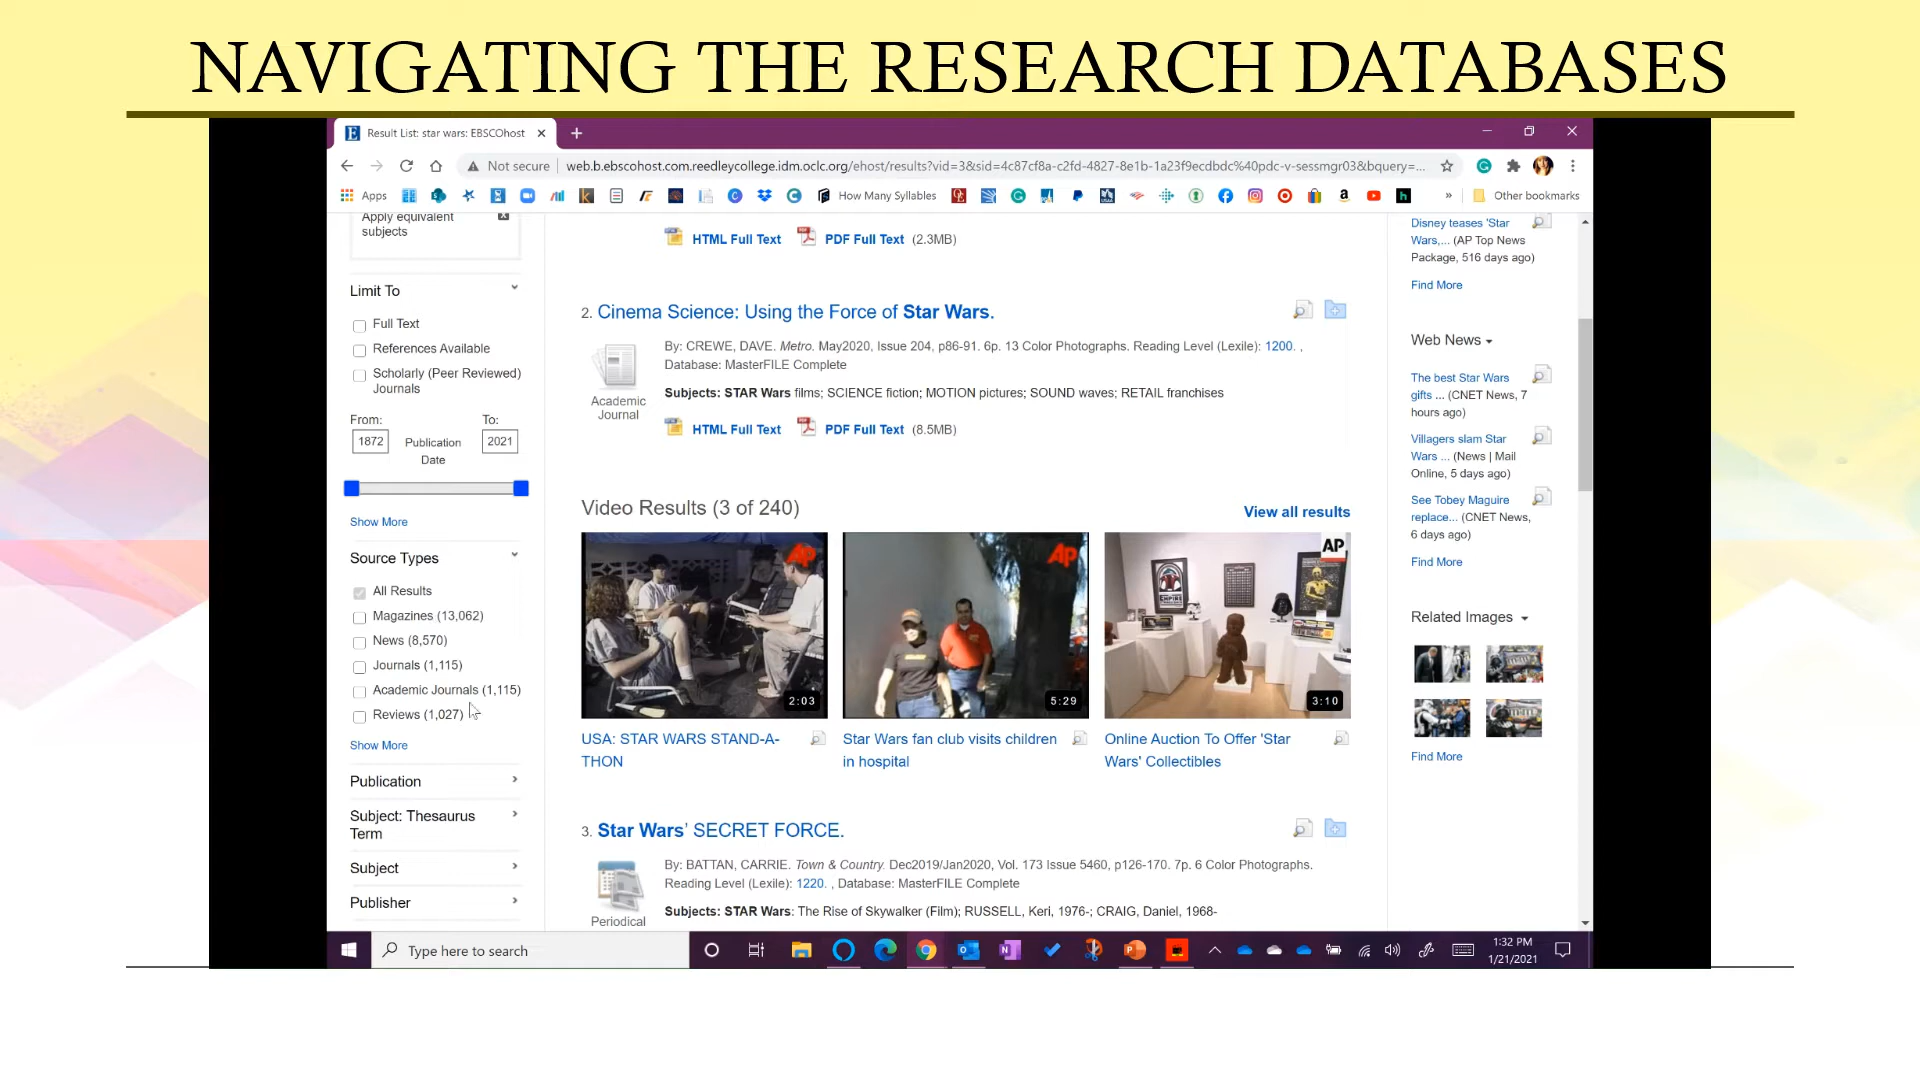 NAVIGATING THE RESEARCH DATABASES
Result List: star wars: EBSCOhost
Not secure
web.b.ebscohost.com.reedleycollege.idm.oclc.org/ehost/results?vid=3&sid=4c87cf8a-c2fd-4827-8e1b-1a23f9ecdbdc%40pdc-v-sessmgr03&bquery=...
Apps
How Many Syllables
Other bookmarks
Apply equivalent
subjects
Limit To
Full Text
References Available
Scholarly (Peer Reviewed)
Journals
From:
To:
1872
Publication
Date
2021
Show More
Source Types
All Results
Magazines (13,062)
News (8,570)
Journals (1,115)
Academic Journals (1,115)
Reviews (1,027)
Show More
Publication
Subject: Thesaurus
Term
Subject
Publisher
HTML Full Text
PDF Full Text (2.3MB)
2. Cinema Science: Using the Force of Star Wars.
By: CREWE, DAVE. Metro. May2020, Issue 204, p86-91. 6p. 13 Color Photographs. Reading Level (Lexile): 1200. ,
Database: MasterFILE Complete
Subjects: STAR Wars films; SCIENCE fiction; MOTION pictures; SOUND waves; RETAIL franchises
Academic
Journal
HTML Full Text
PDF Full Text (8.5MB)
Video Results (3 of 240)
View all results
AP
2:03
AP
5:29
AP
3:10
USA: STAR WARS STAND-A-
THON
Star Wars fan club visits children
in hospital
Online Auction To Offer 'Star
Wars' Collectibles
3. Star Wars' SECRET FORCE.
By: BATTAN, CARRIE. Town & Country. Dec2019/Jan2020, Vol. 173 Issue 5460, p126-170. 7p. 6 Color Photographs.
Reading Level (Lexile): 1220. , Database: MasterFILE Complete
Subjects: STAR Wars: The Rise of Skywalker (Film); RUSSELL, Keri, 1976-; CRAIG, Daniel, 1968-
Periodical
Disney teases 'Star
Wars,... (AP Top News
Package, 516 days ago)
Find More
Web News
The best Star Wars
gifts ... (CNET News, 7
hours ago)
Villagers slam Star
Wars ... (News | Mail
Online, 5 days ago)
See Tobey Maguire
replace... (CNET News,
6 days ago)
Find More
Related Images
Find More
Type here to search
1:32 PM
1/21/2021